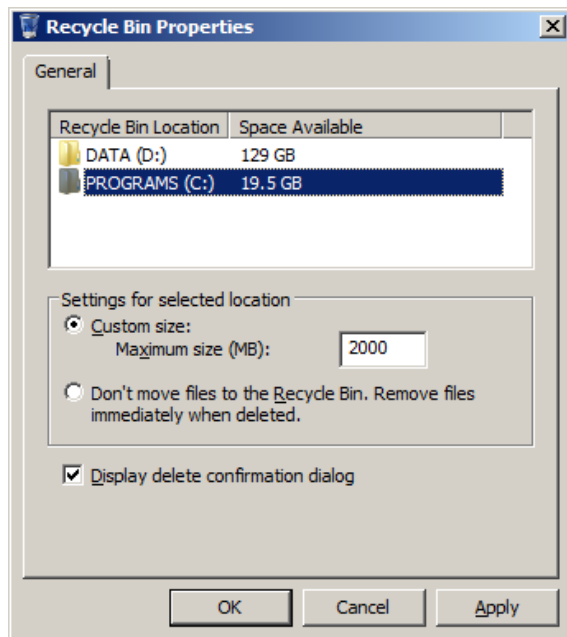 Recycle Bin Properties
General
Recycle Bin Location Space Available
DATA (D:) 129 GB
PROGRAMS (C:) 19.5 GB
Settings for selected location
Custom size:
Maximum size (MB): 2000
Don't move files to the Recycle Bin. Remove files
immediately when deleted.
Display delete confirmation dialog
OK Cancel Apply